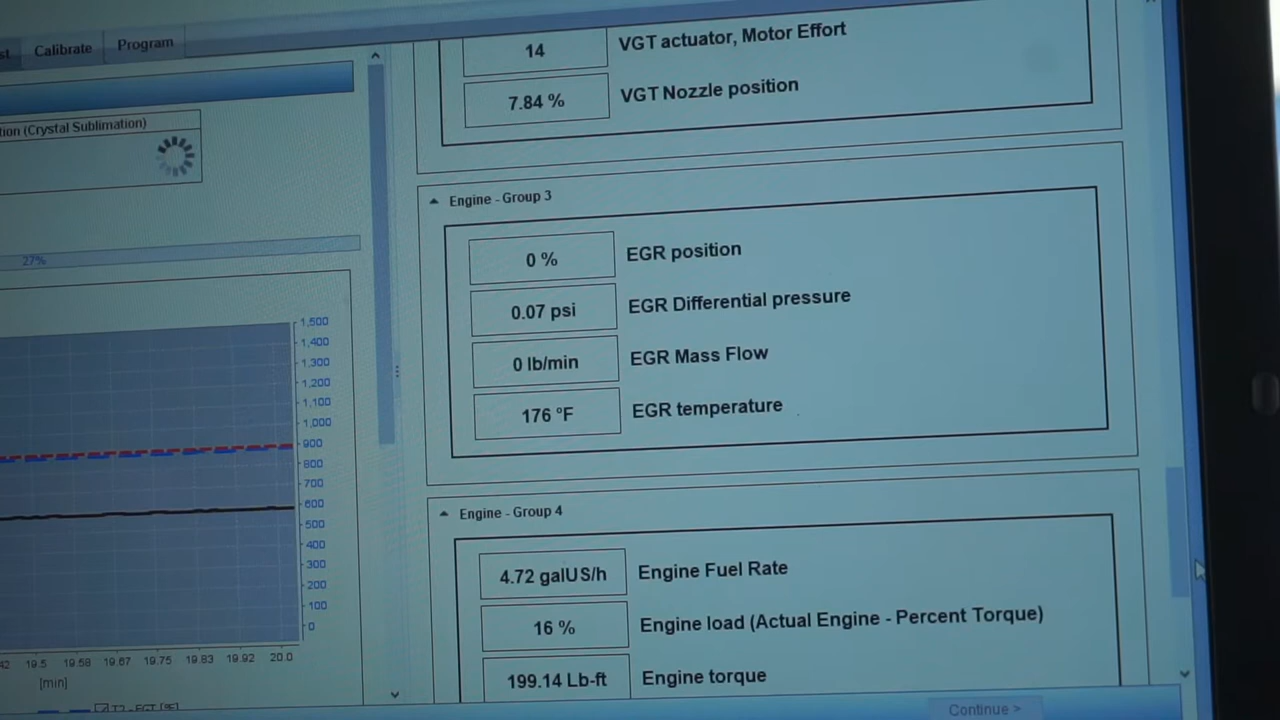 st Calibrate Program
tion (Crystal Sublimation)
27%
1,500
1,400
1,300
1,200
1,100
1,000
900
800
700
600
500
400
300
200
100
0
42 19.5 19.58 19.67 19.75 19.83 19.92 20.0
[min]
14 VGT actuator, Motor Effort
7.84 % VGT Nozzle position
Engine - Group 3
0 % EGR position
0.07 psi EGR Differential pressure
0 lb/min EGR Mass Flow
176 °F EGR temperature
Engine - Group 4
4.72 galUS/h Engine Fuel Rate
16 % Engine load (Actual Engine - Percent Torque)
199.14 Lb-ft Engine torque
Continue >